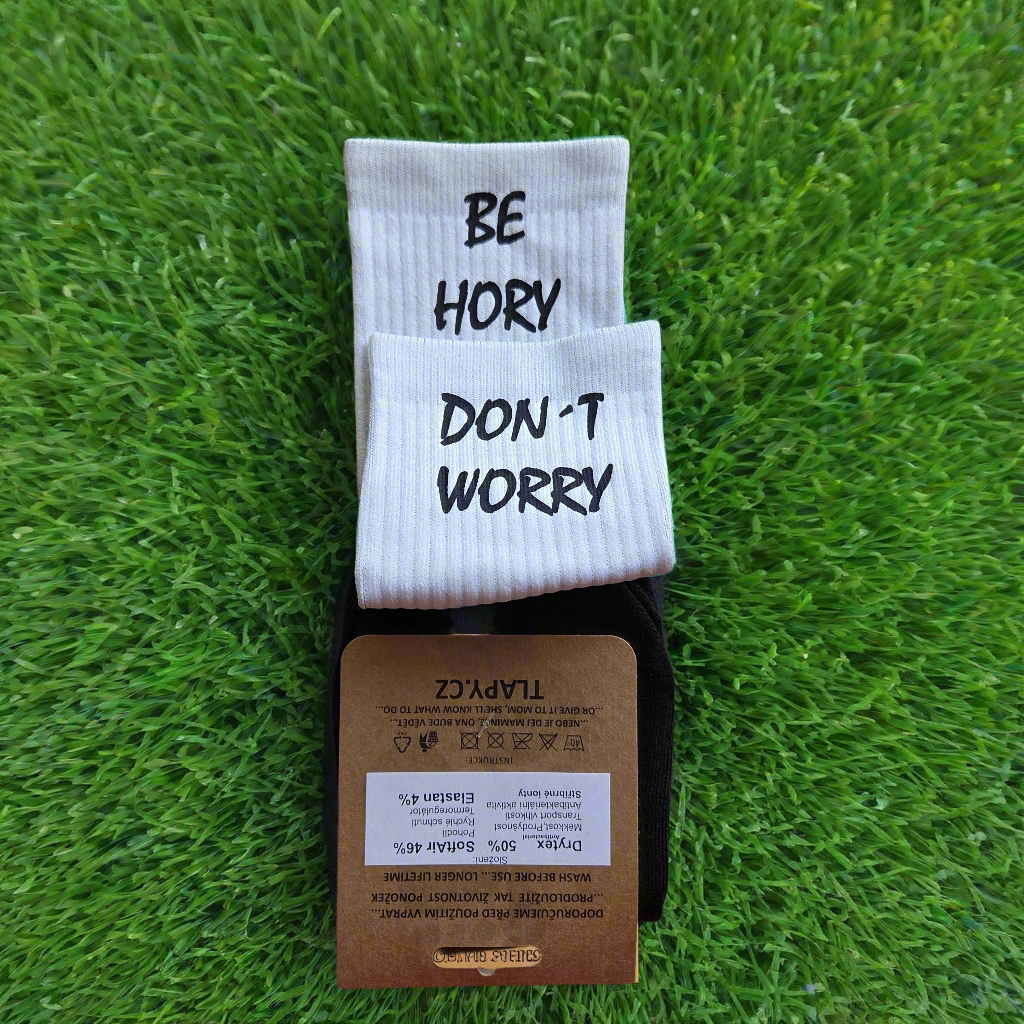 BE
HORY
DON´T
WORRY
DOPORUČUJEME PŘED POUŽITÍM VYPRAT...
...PRODLOUŽÍTE TAK ŽIVOTNOST PONOŽEK
WASH BEFORE USE... LONGER LIFETIME
Složení:
Drytex 50% SoftAir 46%
Antibacterial
Měkkost,Prodyšnost Pohodlí
Transport vlhkosti Rychlé schnutí
Antibakteriální aktivita Termoregulátor
Stříbrné ionty Elastan 4%
INSTRUKCE:
40
...NEBO JE DEJ MAMINCE, ONA BUDE VĚDĚT...
...OR GIVE IT TO MOM, SHE'LL KNOW WHAT TO DO...
TLAPY.CZ